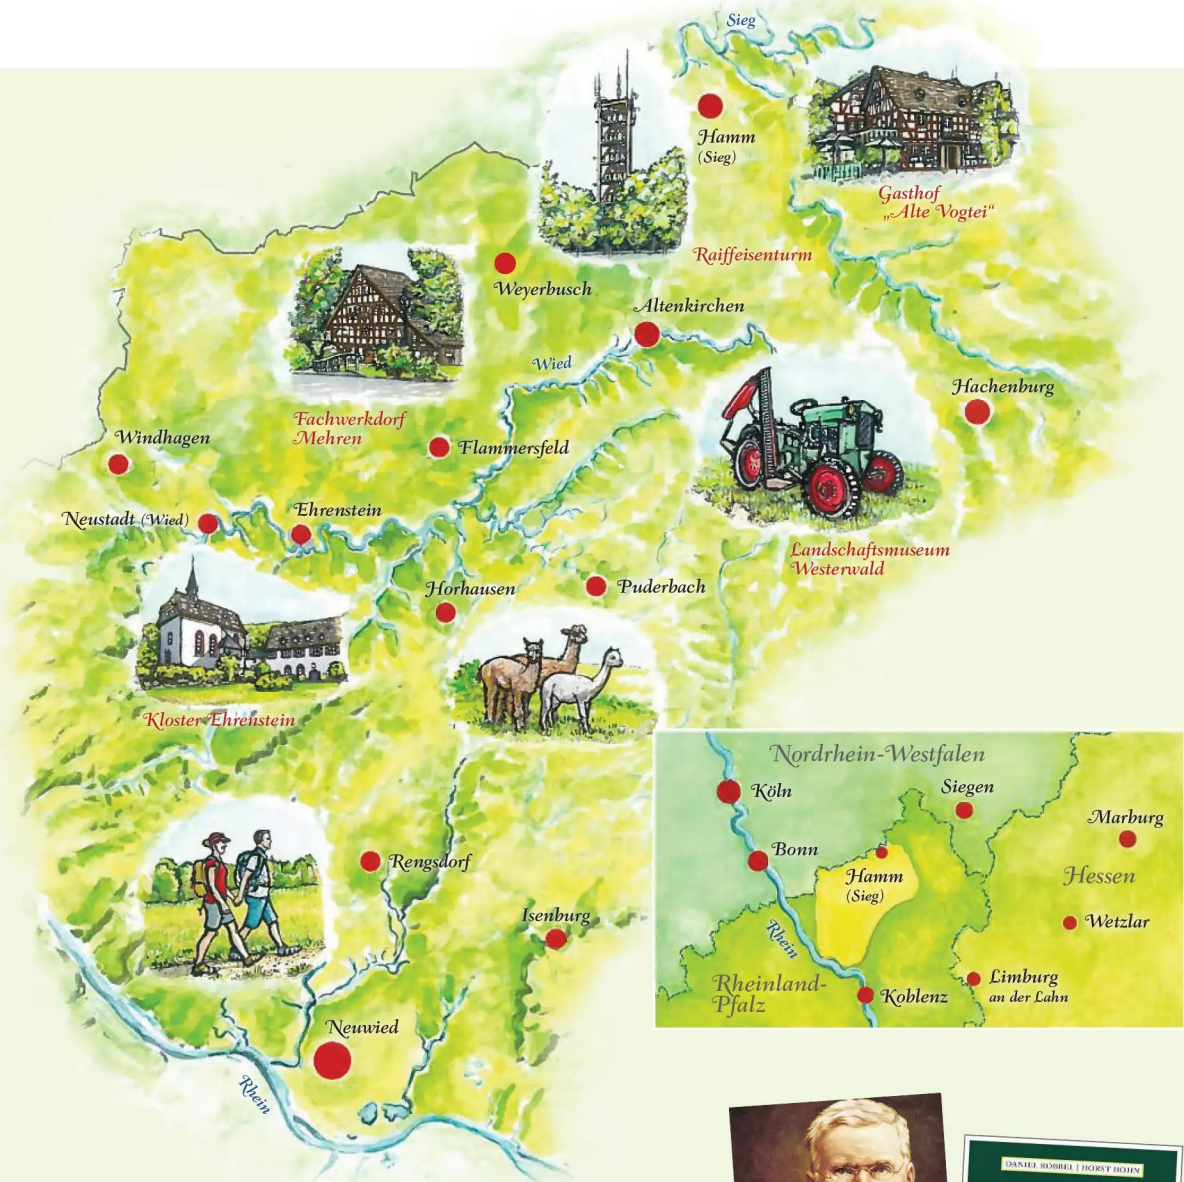 Sieg
Hamm
(Sieg)
Gasthof
„Alte Vogtei“
Raiffeisenturm
Weyerbusch
Altenkirchen
Wied
Hachenburg
Fachwerkdorf
Mehren
Windhagen
Flammersfeld
Neustadt (Wied)
Ehrenstein
Landschaftsmuseum
Westerwald
Horhausen
Puderbach
Kloster Ehrenstein
Rengsdorf
Isenburg
Neuwied
Rhein
Nordrhein-Westfalen
Köln
Siegen
Marburg
Bonn
Hamm
(Sieg)
Hessen
Wetzlar
Rhein
Rheinland-
Pfalz
Limburg
an der Lahn
Koblenz
DANIEL RÖBBEL | HORST HOHN